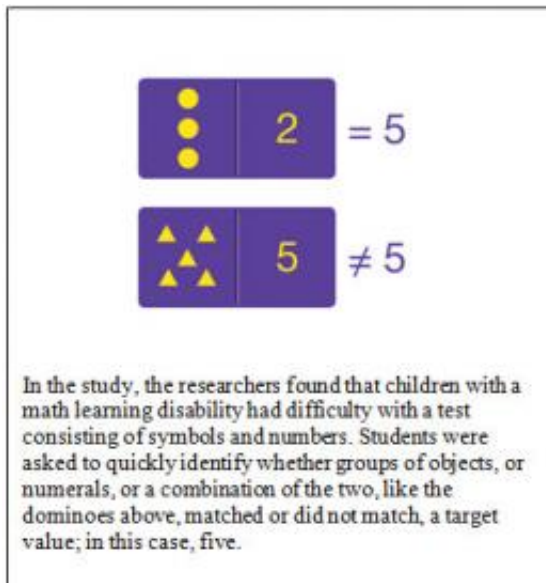 2 = 5
5 ≠ 5
In the study, the researchers found that children with a
math learning disability had difficulty with a test
consisting of symbols and numbers. Students were
asked to quickly identify whether groups of objects, or
numerals, or a combination of the two, like the
dominoes above, matched or did not match, a target
value; in this case, five.